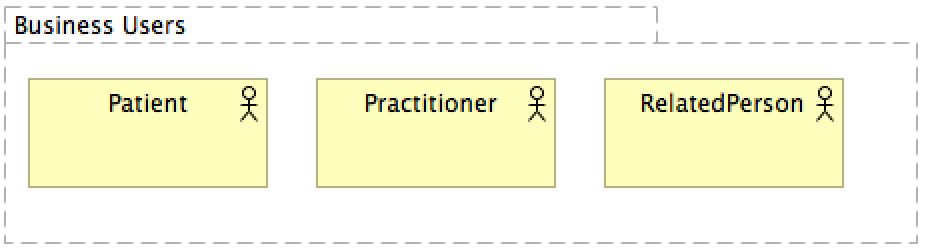 Business Users
Patient
Practitioner
RelatedPerson